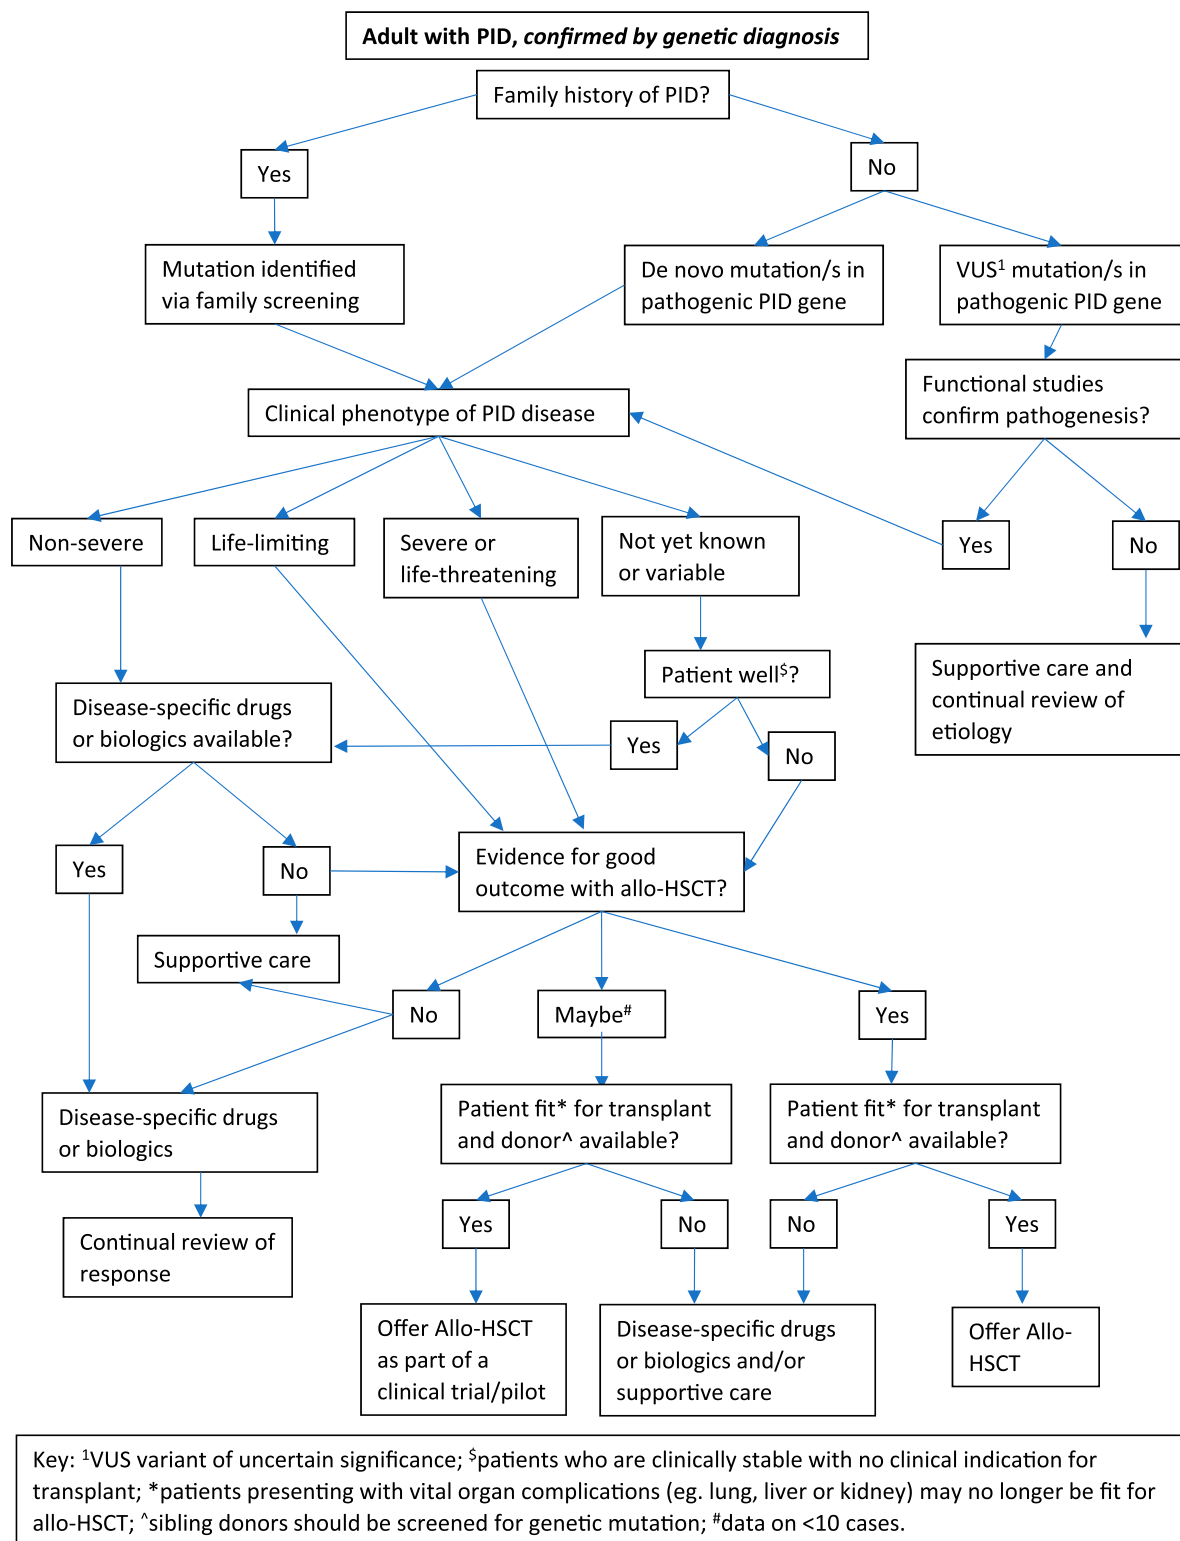 Adult with PID, confirmed by genetic diagnosis
Family history of PID?
Yes
No
Mutation identified
via family screening
De novo mutation/s in
pathogenic PID gene
VUS¹ mutation/s in
pathogenic PID gene
Functional studies
confirm pathogenesis?
Clinical phenotype of PID disease
Non-severe
Life-limiting
Severe or
life-threatening
Not yet known
or variable
Yes
No
Patient well$?
Supportive care and
continual review of
etiology
Disease-specific drugs
or biologics available?
Yes
No
Yes
No
Evidence for good
outcome with allo-HSCT?
Supportive care
No
Maybe#
Yes
Disease-specific drugs
or biologics
Patient fit* for transplant
and donor^ available?
Patient fit* for transplant
and donor^ available?
Continual review of
response
Yes
No
No
Yes
Offer Allo-HSCT
as part of a
clinical trial/pilot
Disease-specific drugs
or biologics and/or
supportive care
Offer Allo-
HSCT
Key: ¹VUS variant of uncertain significance; $patients who are clinically stable with no clinical indication for
transplant; *patients presenting with vital organ complications (eg. lung, liver or kidney) may no longer be fit for
allo-HSCT; ^sibling donors should be screened for genetic mutation; #data on <10 cases.